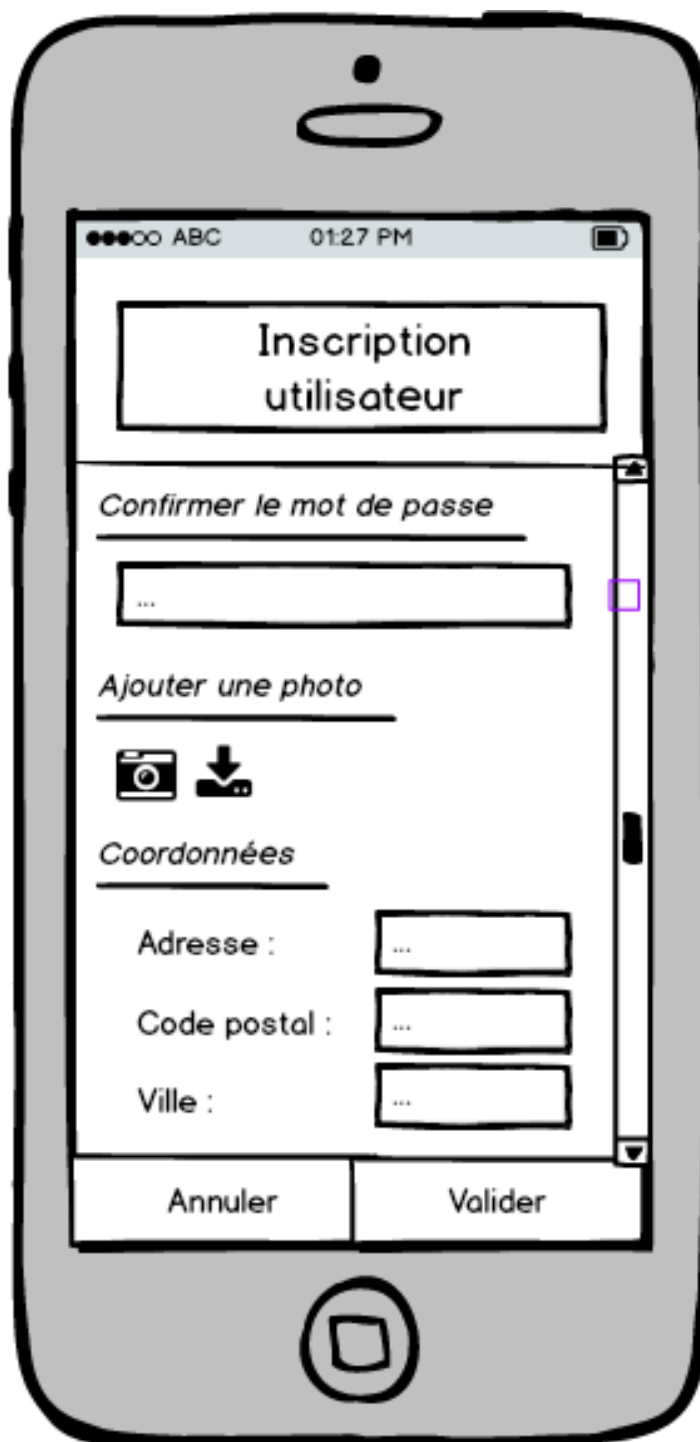 ABC 01:27 PM
Inscription
utilisateur
Confirmer le mot de passe
...
Ajouter une photo
Coordonnées
Adresse : ...
Code postal : ...
Ville : ...
Annuler Valider